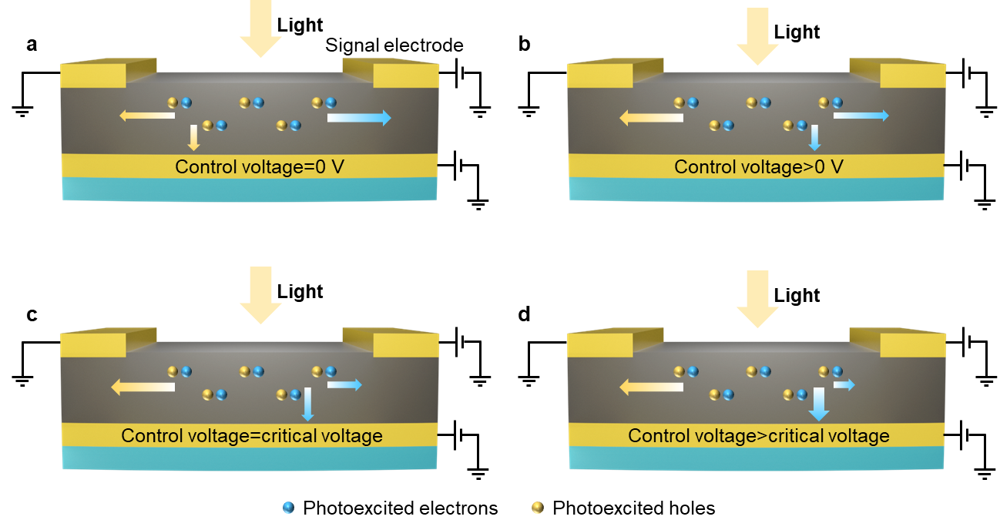 a
Light
Signal electrode
Control voltage=0 V
b
Light
Control voltage>0 V
c
Light
Control voltage=critical voltage
d
Light
Control voltage>critical voltage
Photoexcited electrons
Photoexcited holes